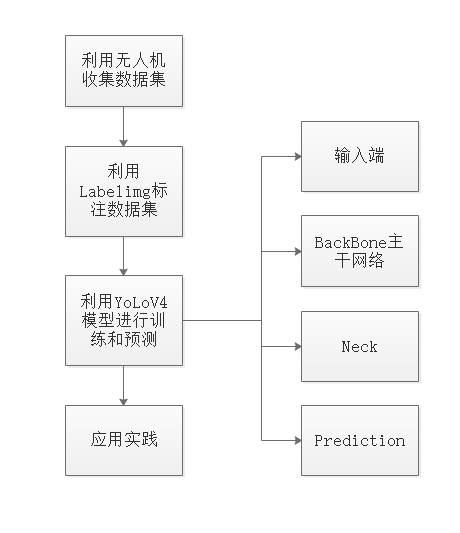 利用无人机
收集数据集
利用
Labelimg标
注数据集
利用YoLoV4
模型进行训
练和预测
应用实践
输入端
BackBone主
干网络
Neck
Prediction